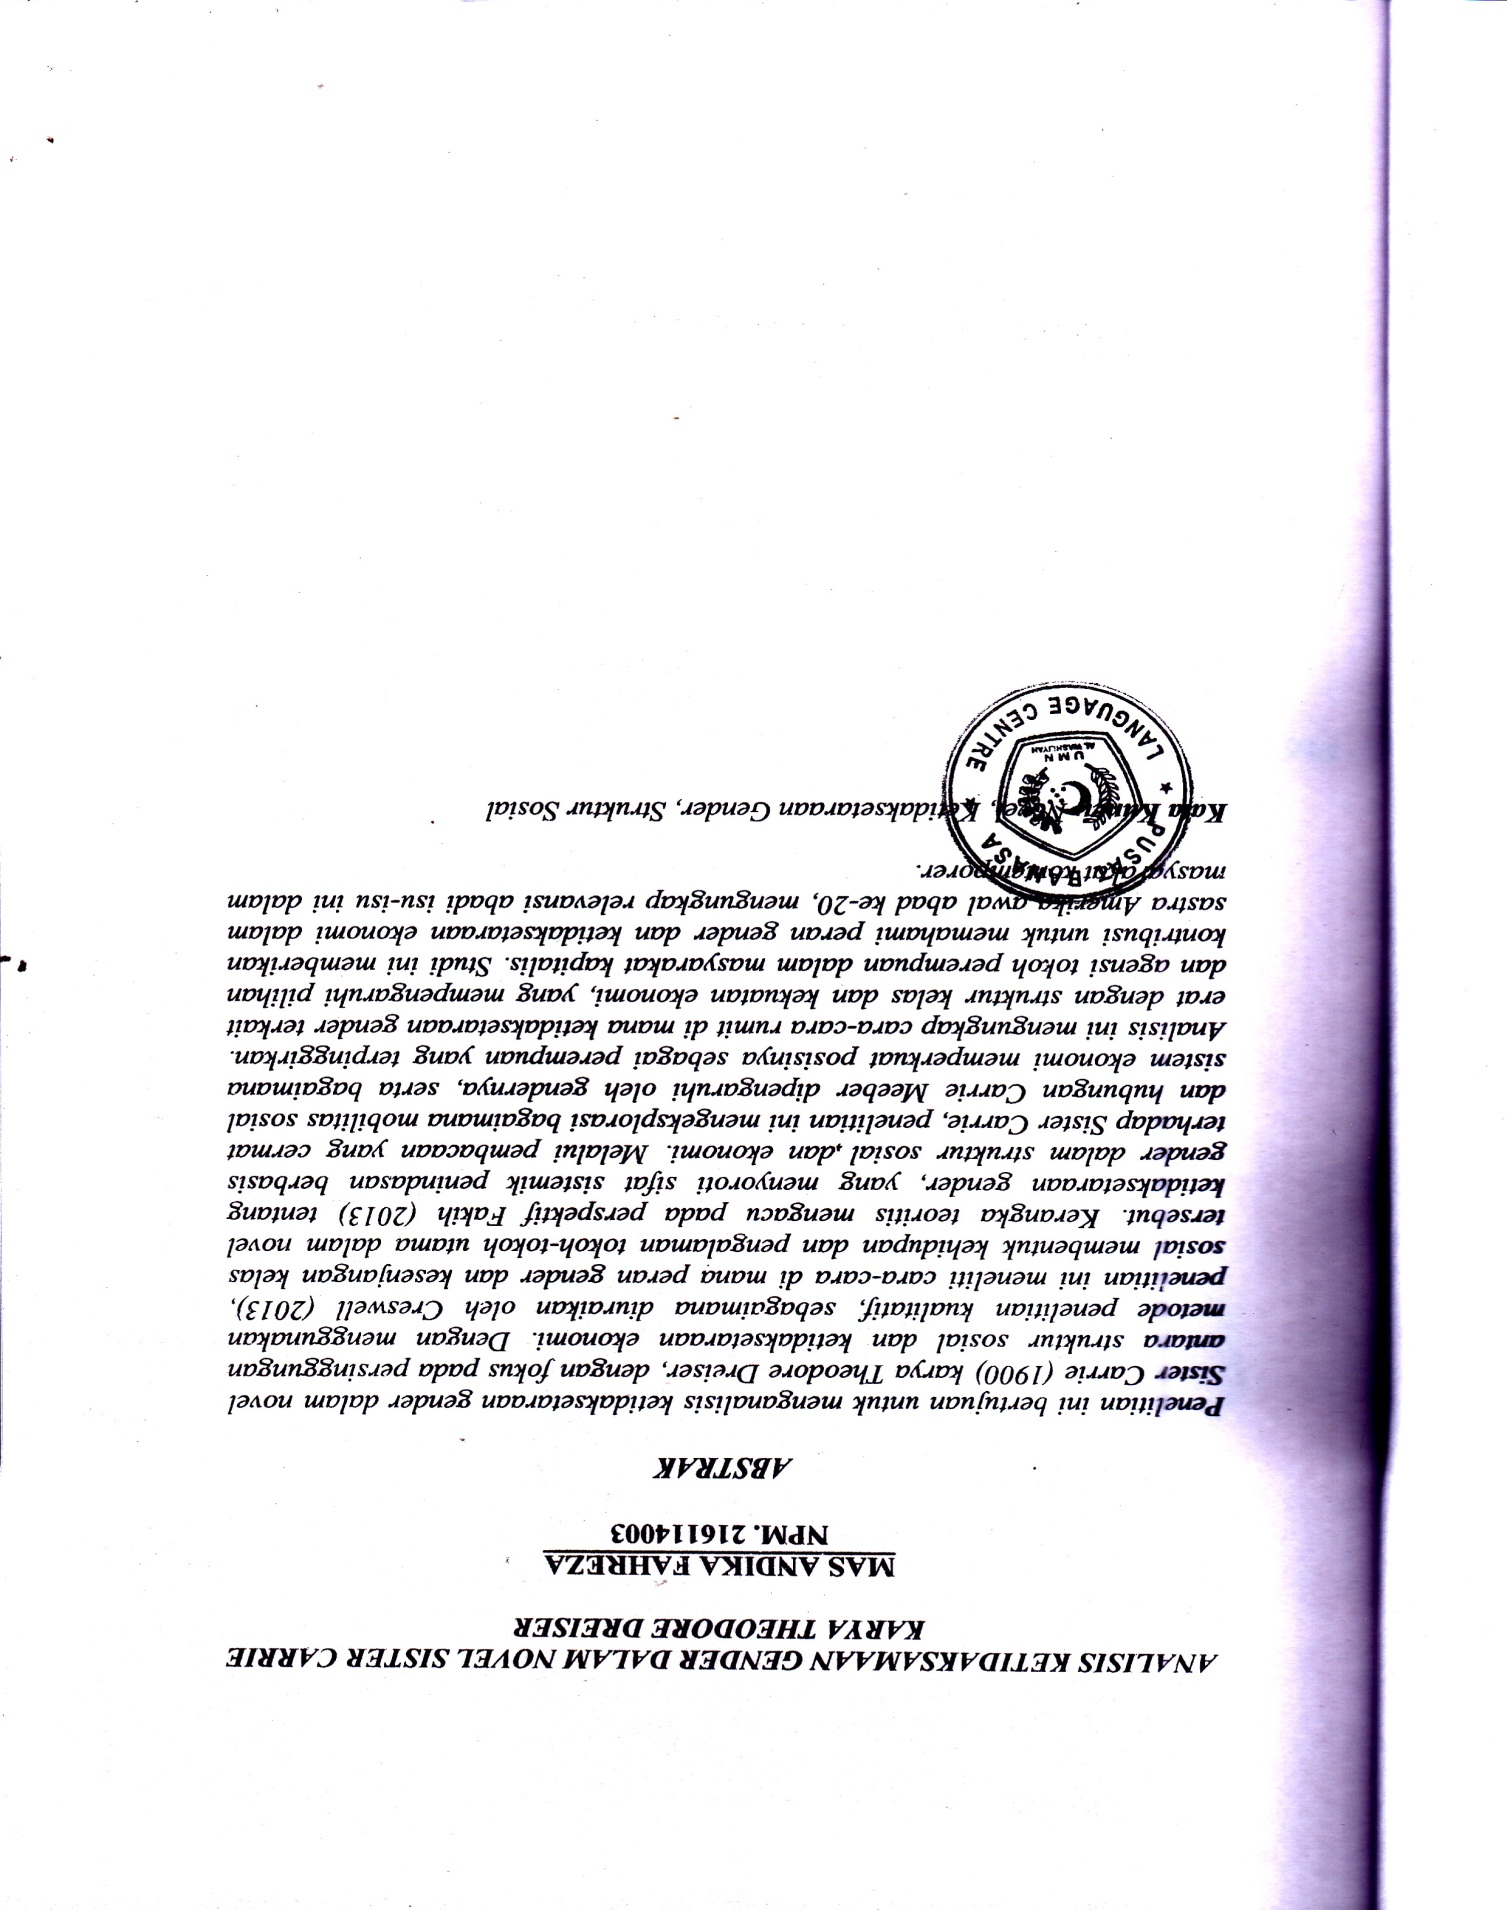 ANALISIS KETIDAKSAMAAN GENDER DALAM NOVEL SISTER CARRIE
KARYA THEODORE DREISER
MAS ANDIKA FAHREZA
NPM. 216114003
ABSTRAK
Penelitian ini bertujuan untuk menganalisis ketidaksetaraan gender dalam novel
Sister Carrie (1900) karya Theodore Dreiser, dengan fokus pada persinggungan
antara struktur sosial dan ketidaksetaraan ekonomi. Dengan menggunakan
metode penelitian kualitatif, sebagaimana diuraikan oleh Creswell (2013),
penelitian ini meneliti cara-cara di mana peran gender dan kesenjangan kelas
sosial membentuk kehidupan dan pengalaman tokoh-tokoh utama dalam novel
tersebut. Kerangka teoritis mengacu pada perspektif Fakih (2013) tentang
ketidaksetaraan gender, yang menyoroti sifat sistemik penindasan berbasis
gender dalam struktur sosial dan ekonomi. Melalui pembacaan yang cermat
terhadap Sister Carrie, penelitian ini mengeksplorasi bagaimana mobilitas sosial
dan hubungan Carrie Meeber dipengaruhi oleh gendernya, serta bagaimana
sistem ekonomi memperkuat posisinya sebagai perempuan yang terpinggirkan.
Analisis ini mengungkap cara-cara rumit di mana ketidaksetaraan gender terkait
erat dengan struktur kelas dan kekuatan ekonomi, yang mempengaruhi pilihan
dan agensi tokoh perempuan dalam masyarakat kapitalis. Studi ini memberikan
kontribusi untuk memahami peran gender dan ketidaksetaraan ekonomi dalam
sastra Amerika awal abad ke-20, mengungkap relevansi abadi isu-isu ini dalam
masyarakat kontemporer.
Kata Kunci: Novel, Ketidaksetaraan Gender, Struktur Sosial
PUSAT BAHASA
UMN
AL WASHLIYAH
LANGUAGE CENTRE